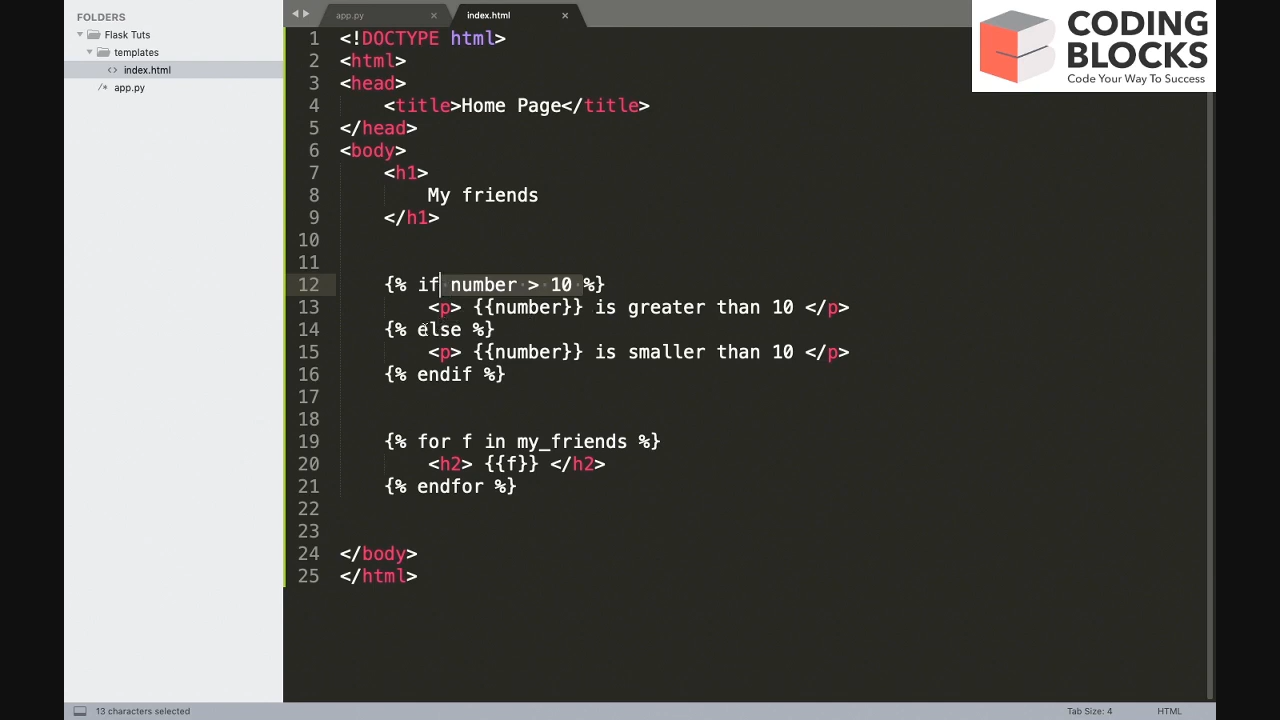 FOLDERS
Flask Tuts
templates
<> index.html
/* app.py
app.py ×
index.html ×
CODING
BLOCKS
Code Your Way To Success
1 <!DOCTYPE html>
2 <html>
3 <head>
4 <title>Home Page</title>
5 </head>
6 <body>
7 <h1>
8 My friends
9 </h1>
10
11
12 {% if number > 10 %}
13 <p> {{number}} is greater than 10 </p>
14 {% else %}
15 <p> {{number}} is smaller than 10 </p>
16 {% endif %}
17
18
19 {% for f in my_friends %}
20 <h2> {{f}} </h2>
21 {% endfor %}
22
23
24 </body>
25 </html>
13 characters selected
Tab Size: 4
HTML